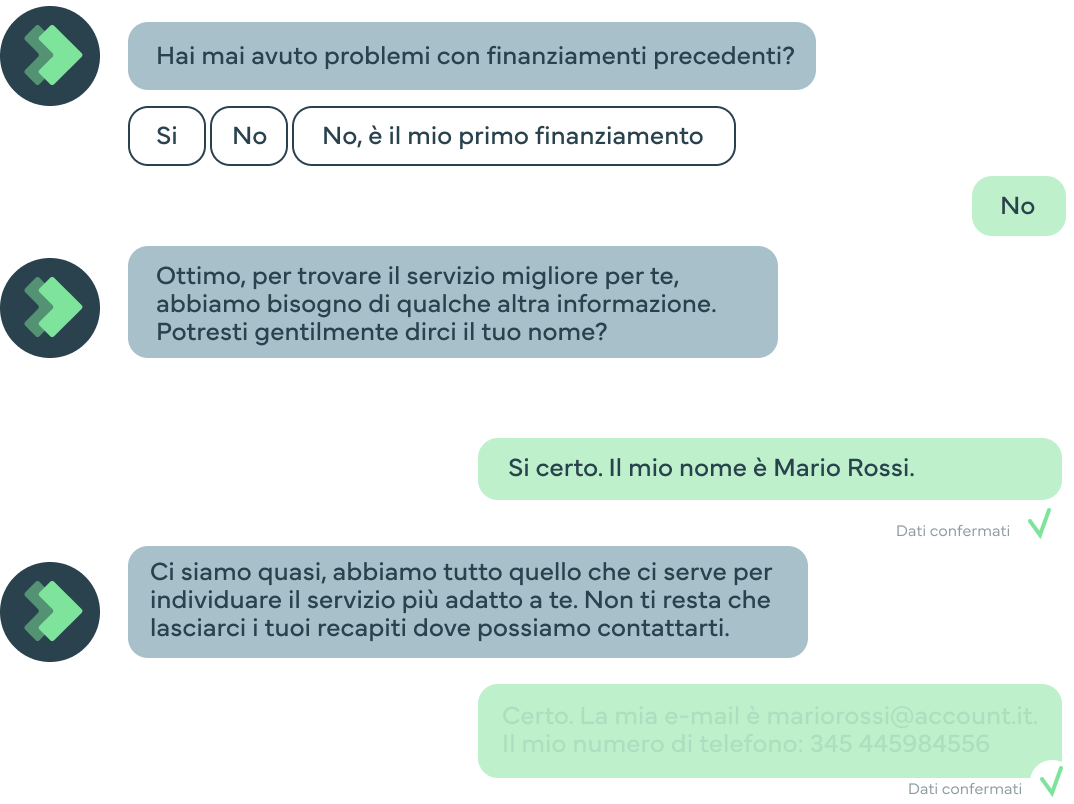 Hai mai avuto problemi con finanziamenti precedenti?
Si No No, è il mio primo finanziamento
No
Ottimo, per trovare il servizio migliore per te,
abbiamo bisogno di qualche altra informazione.
Potresti gentilmente dirci il tuo nome?
Si certo. Il mio nome è Mario Rossi.
Dati confermati
Ci siamo quasi, abbiamo tutto quello che ci serve per
individuare il servizio più adatto a te. Non ti resta che
lasciarci i tuoi recapiti dove possiamo contattarti.
Certo. La mia e-mail è mariorossi@account.it.
Il mio numero di telefono: 345 445984556
Dati confermati